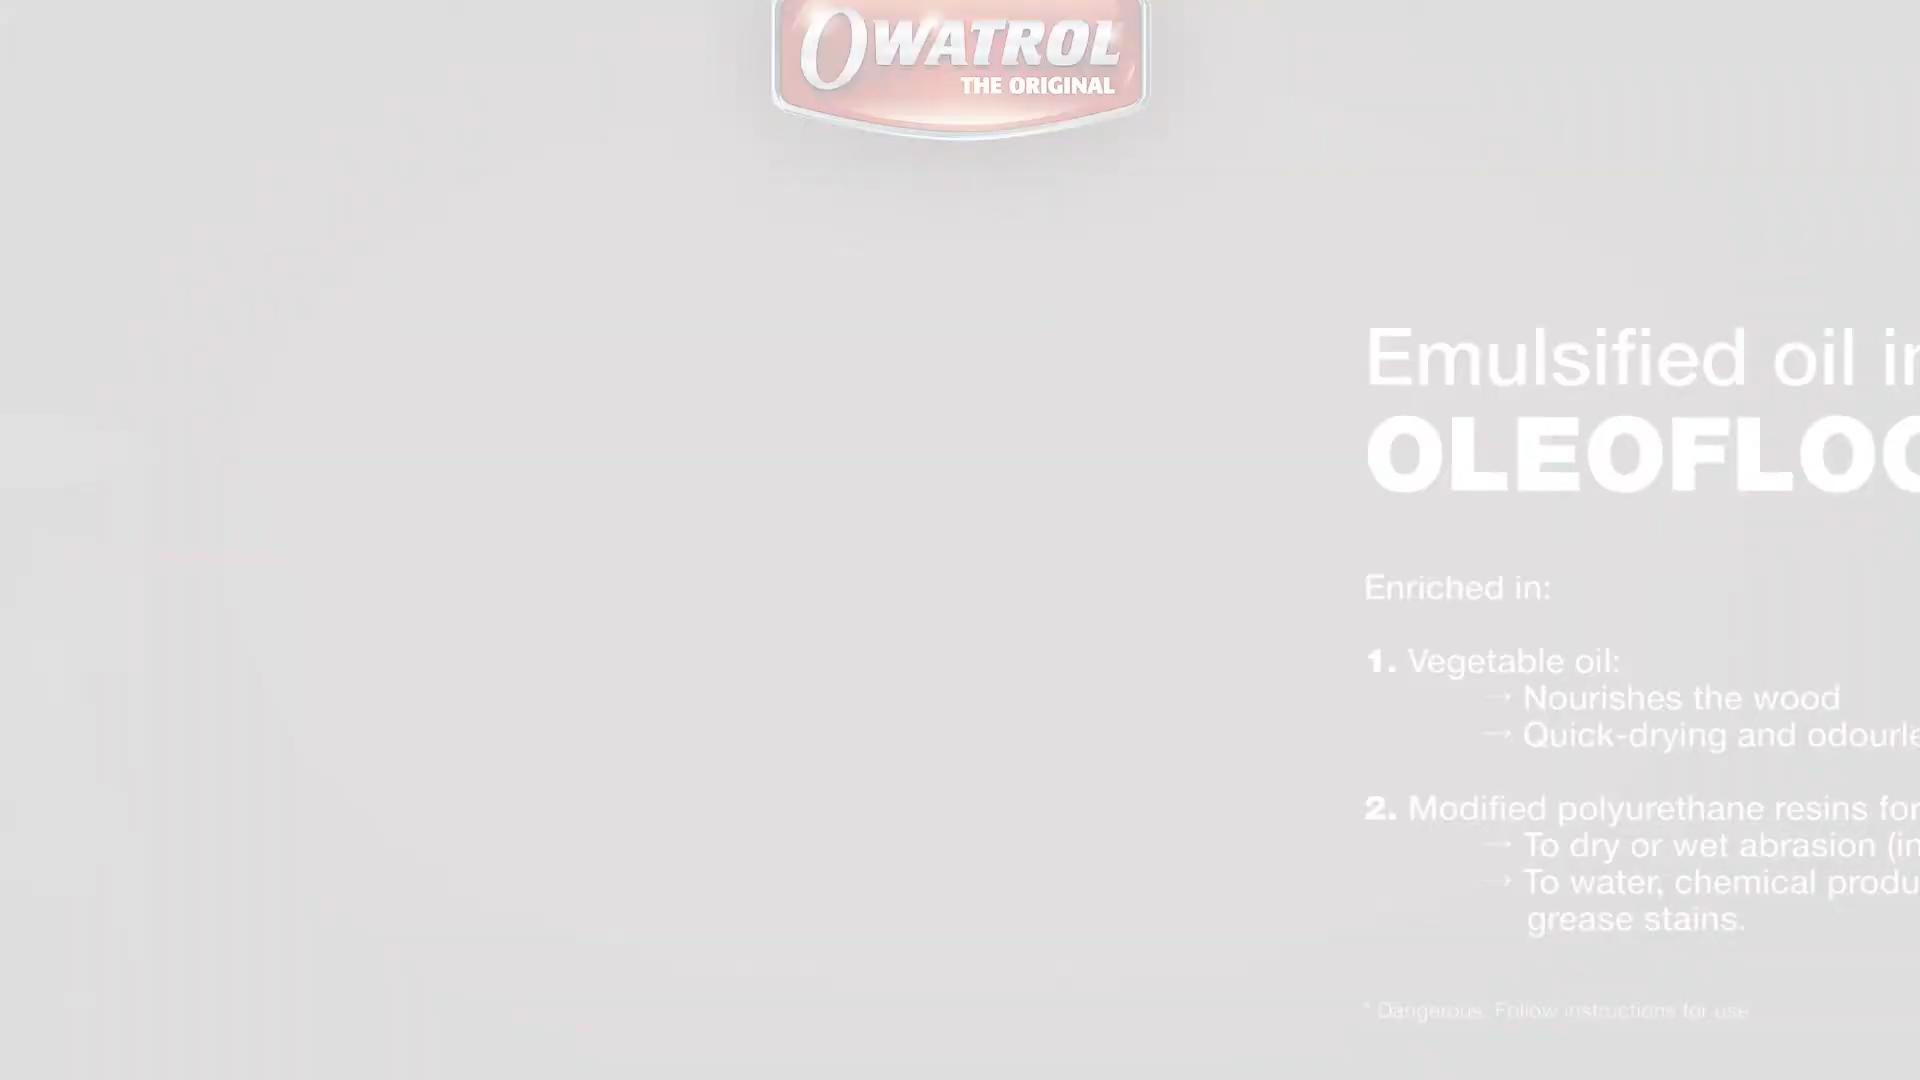 OWATROL
THE ORIGINAL
Emulsified oil in
OLEOFLOO
Enriched in:
1. Vegetable oil:
→ Nourishes the wood
→ Quick-drying and odourle
2. Modified polyurethane resins for
→ To dry or wet abrasion (in
→ To water, chemical produ
grease stains.
* Dangerous. Follow instructions for use